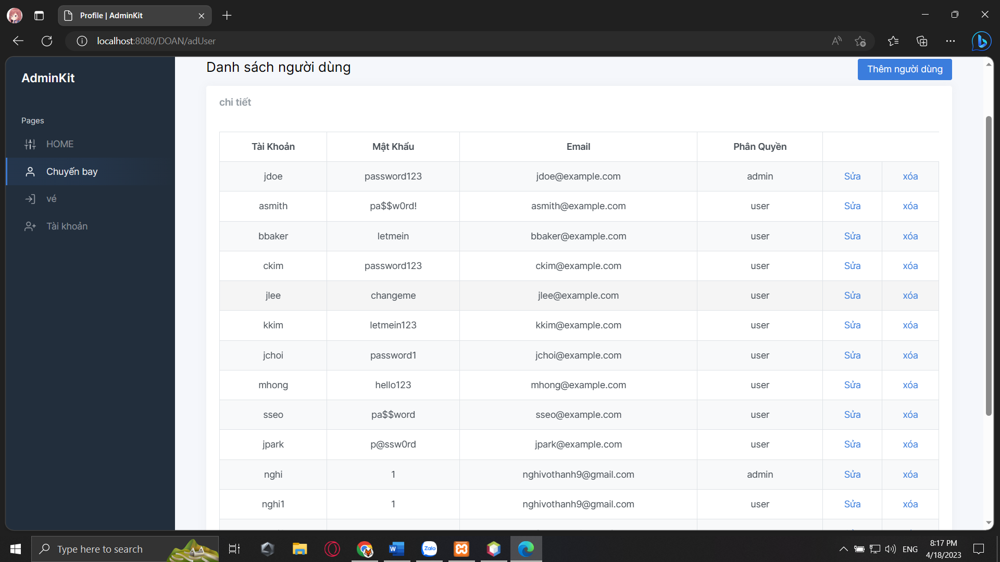 Profile | AdminKit
localhost:8080/DOAN/adUser
AdminKit
Pages
HOME
Chuyến bay
vé
Tài khoản
Danh sách người dùng
Thêm người dùng
chi tiết
Tài Khoản Mật Khẩu Email Phân Quyền
jdoe password123 jdoe@example.com admin Sửa xóa
asmith pa$$w0rd! asmith@example.com user Sửa xóa
bbaker letmein bbaker@example.com user Sửa xóa
ckim password123 ckim@example.com user Sửa xóa
jlee changeme jlee@example.com user Sửa xóa
kkim letmein123 kkim@example.com user Sửa xóa
jchoi password1 jchoi@example.com user Sửa xóa
mhong hello123 mhong@example.com user Sửa xóa
sseo pa$$word sseo@example.com user Sửa xóa
jpark p@ssw0rd jpark@example.com user Sửa xóa
nghi 1 nghivothanh9@gmail.com admin Sửa xóa
nghi1 1 nghivothanh9@gmail.com user Sửa xóa
Type here to search
Zalo
ENG
8:17 PM
4/18/2023